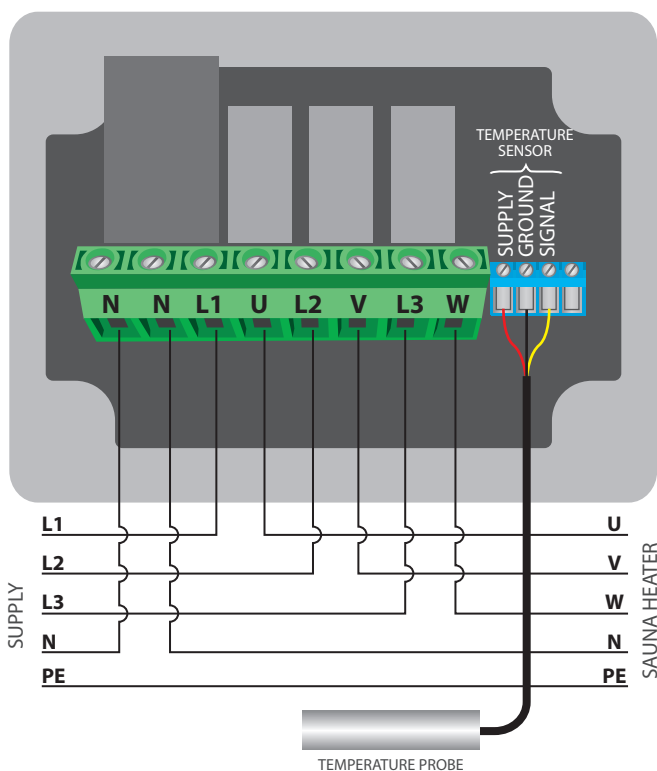 TEMPERATURE
SENSOR
SUPPLY
GROUND
SIGNAL
N N L1 U L2 V L3 W
L1 U
L2 V
L3 W
N N
PE PE
SUPPLY
SAUNA HEATER
TEMPERATURE PROBE